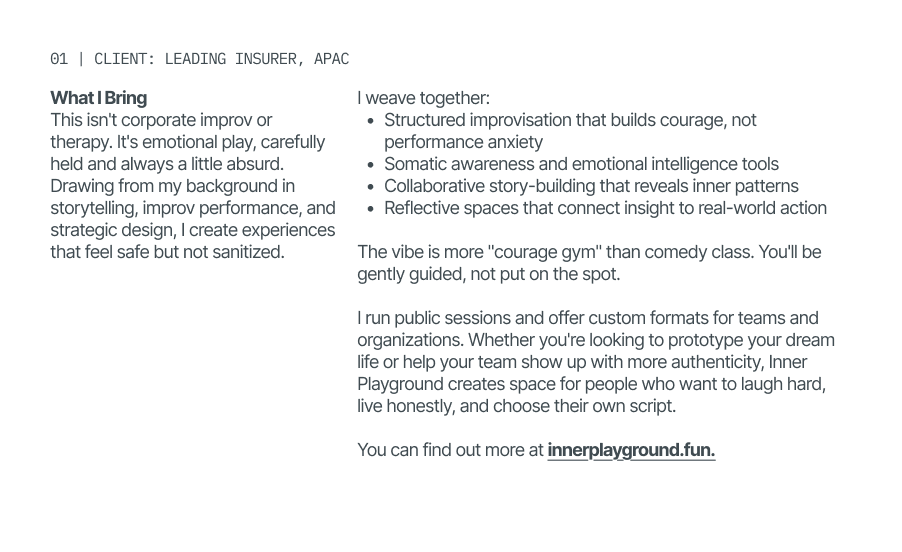 01 | CLIENT: LEADING INSURER, APAC
What I Bring
This isn't corporate improv or
therapy. It's emotional play, carefully
held and always a little absurd.
Drawing from my background in
storytelling, improv performance, and
strategic design, I create experiences
that feel safe but not sanitized.
I weave together:
• Structured improvisation that builds courage, not
performance anxiety
• Somatic awareness and emotional intelligence tools
• Collaborative story-building that reveals inner patterns
• Reflective spaces that connect insight to real-world action
The vibe is more "courage gym" than comedy class. You'll be
gently guided, not put on the spot.
I run public sessions and offer custom formats for teams and
organizations. Whether you're looking to prototype your dream
life or help your team show up with more authenticity, Inner
Playground creates space for people who want to laugh hard,
live honestly, and choose their own script.
You can find out more at innerplayground.fun.